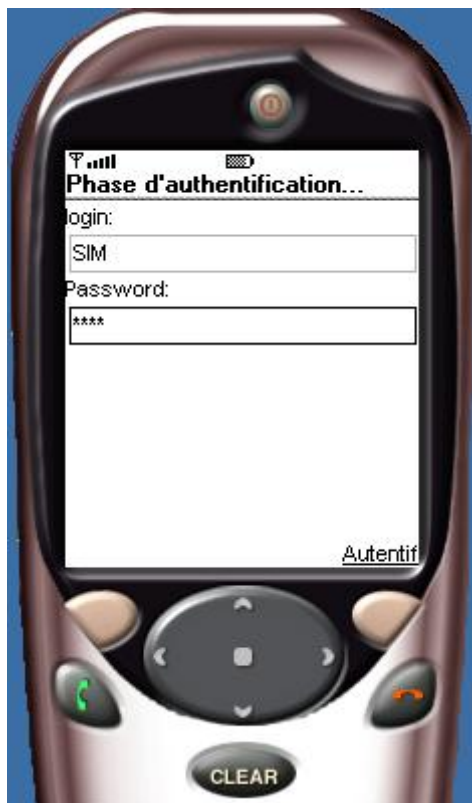 Phase d'authentification...
login:
SIM
Password:
****
Autentif
CLEAR